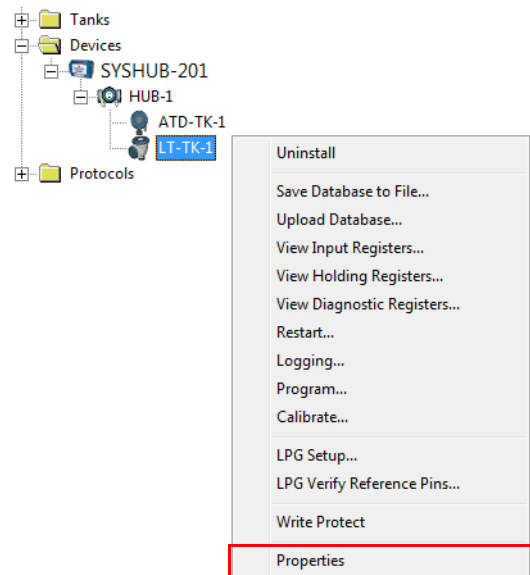 Tanks
Devices
SYSHUB-201
HUB-1
ATD-TK-1
LT-TK-1
Protocols
Uninstall
Save Database to File...
Upload Database...
View Input Registers...
View Holding Registers...
View Diagnostic Registers...
Restart...
Logging...
Program...
Calibrate...
LPG Setup...
LPG Verify Reference Pins...
Write Protect
Properties